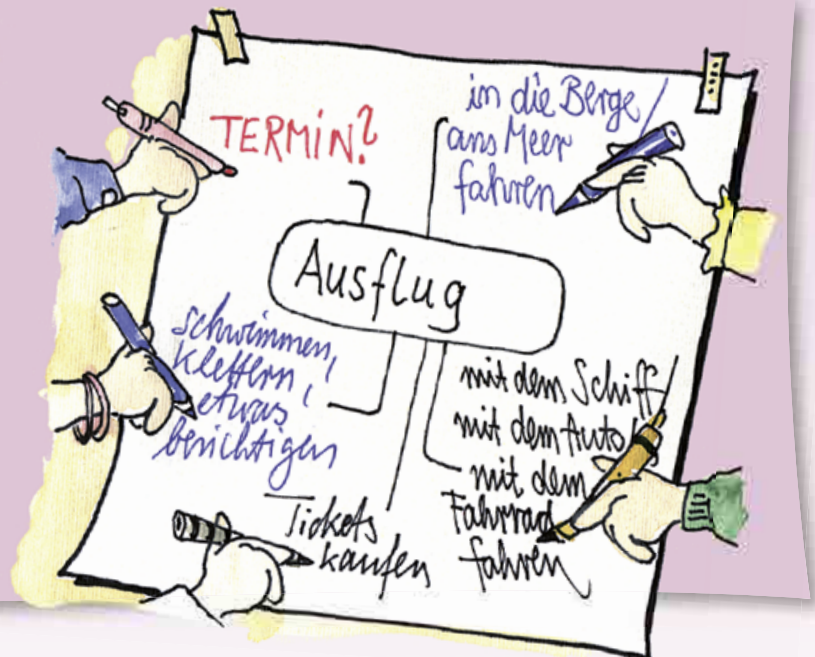 TERMIN?
in die Berge/
ans Meer
fahren
Ausflug
schwimmen,
klettern,
etwas
besichtigen
mit dem Schiff/
mit dem Auto/
mit dem
Fahrrad
fahren
Tickets
kaufen